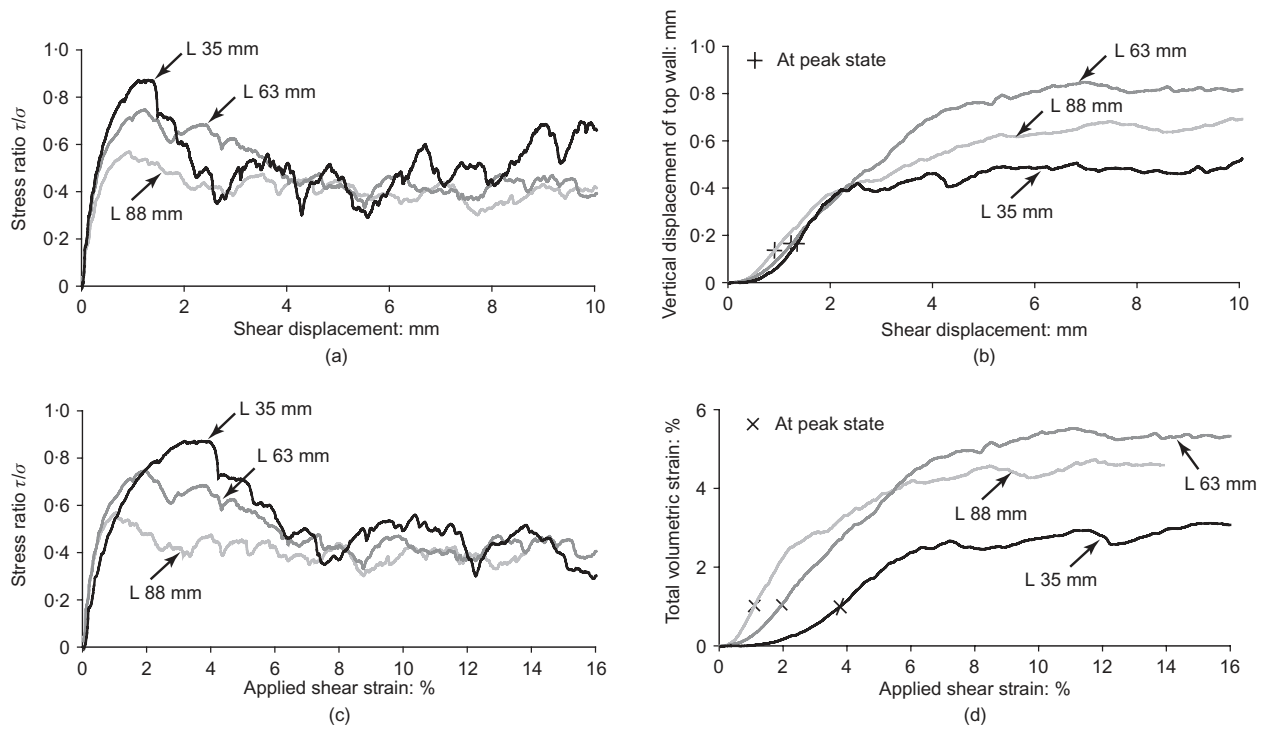 1·0
0·8
0·6
0·4
0·2
0
Stress ratio τ/σ
L 35 mm
L 63 mm
L 88 mm
0 2 4 6 8 10
Shear displacement: mm
(a)
1·0
0·8
0·6
0·4
0·2
0
Vertical displacement of top wall: mm
At peak state
L 63 mm
L 88 mm
L 35 mm
0 2 4 6 8 10
Shear displacement: mm
(b)
1·0
0·8
0·6
0·4
0·2
0
Stress ratio τ/σ
L 35 mm
L 63 mm
L 88 mm
0 2 4 6 8 10 12 14 16
Applied shear strain: %
(c)
6
4
2
0
Total volumetric strain: %
At peak state
L 63 mm
L 88 mm
L 35 mm
0 2 4 6 8 10 12 14 16
Applied shear strain: %
(d)